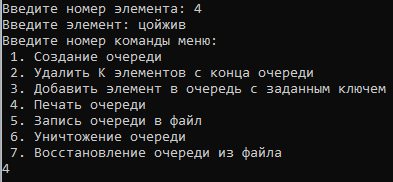 Введите номер элемента: 4
Введите элемент: цойжив
Введите номер команды меню:
1. Создание очереди
2. Удалить К элементов с конца очереди
3. Добавить элемент в очередь с заданным ключем
4. Печать очереди
5. Запись очереди в файл
6. Уничтожение очереди
7. Восстановление очереди из файла
4